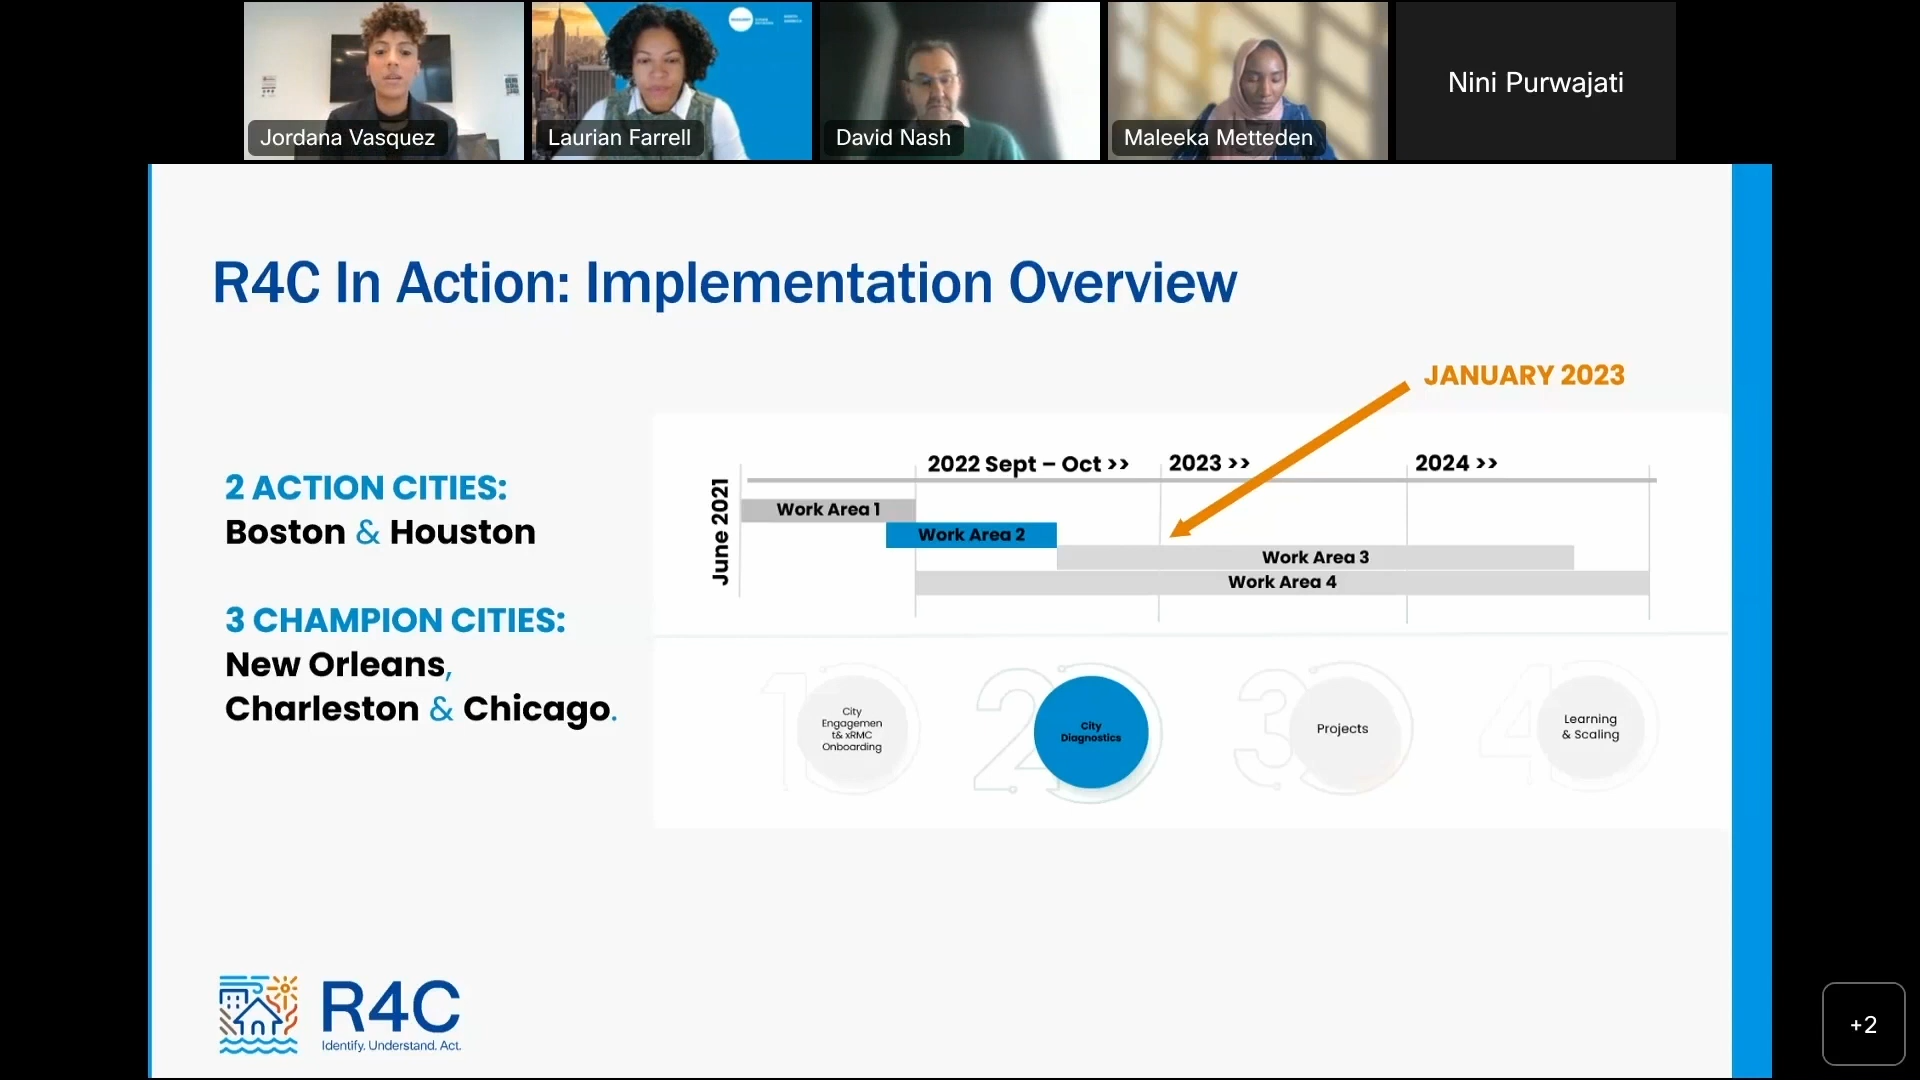 Jordana Vasquez
Laurian Farrell
David Nash
Maleeka Metteden
Nini Purwajati
R4C In Action: Implementation Overview
JANUARY 2023
2 ACTION CITIES:
Boston & Houston
3 CHAMPION CITIES:
New Orleans,
Charleston & Chicago.
June 2021
2022 Sept – Oct >>
2023 >>
2024 >>
Work Area 1
Work Area 2
Work Area 3
Work Area 4
1
City
Engagemen
t& xRMC
Onboarding
2
City
Diagnostics
3
Projects
4
Learning
& Scaling
R4C
Identify. Understand. Act.
+2